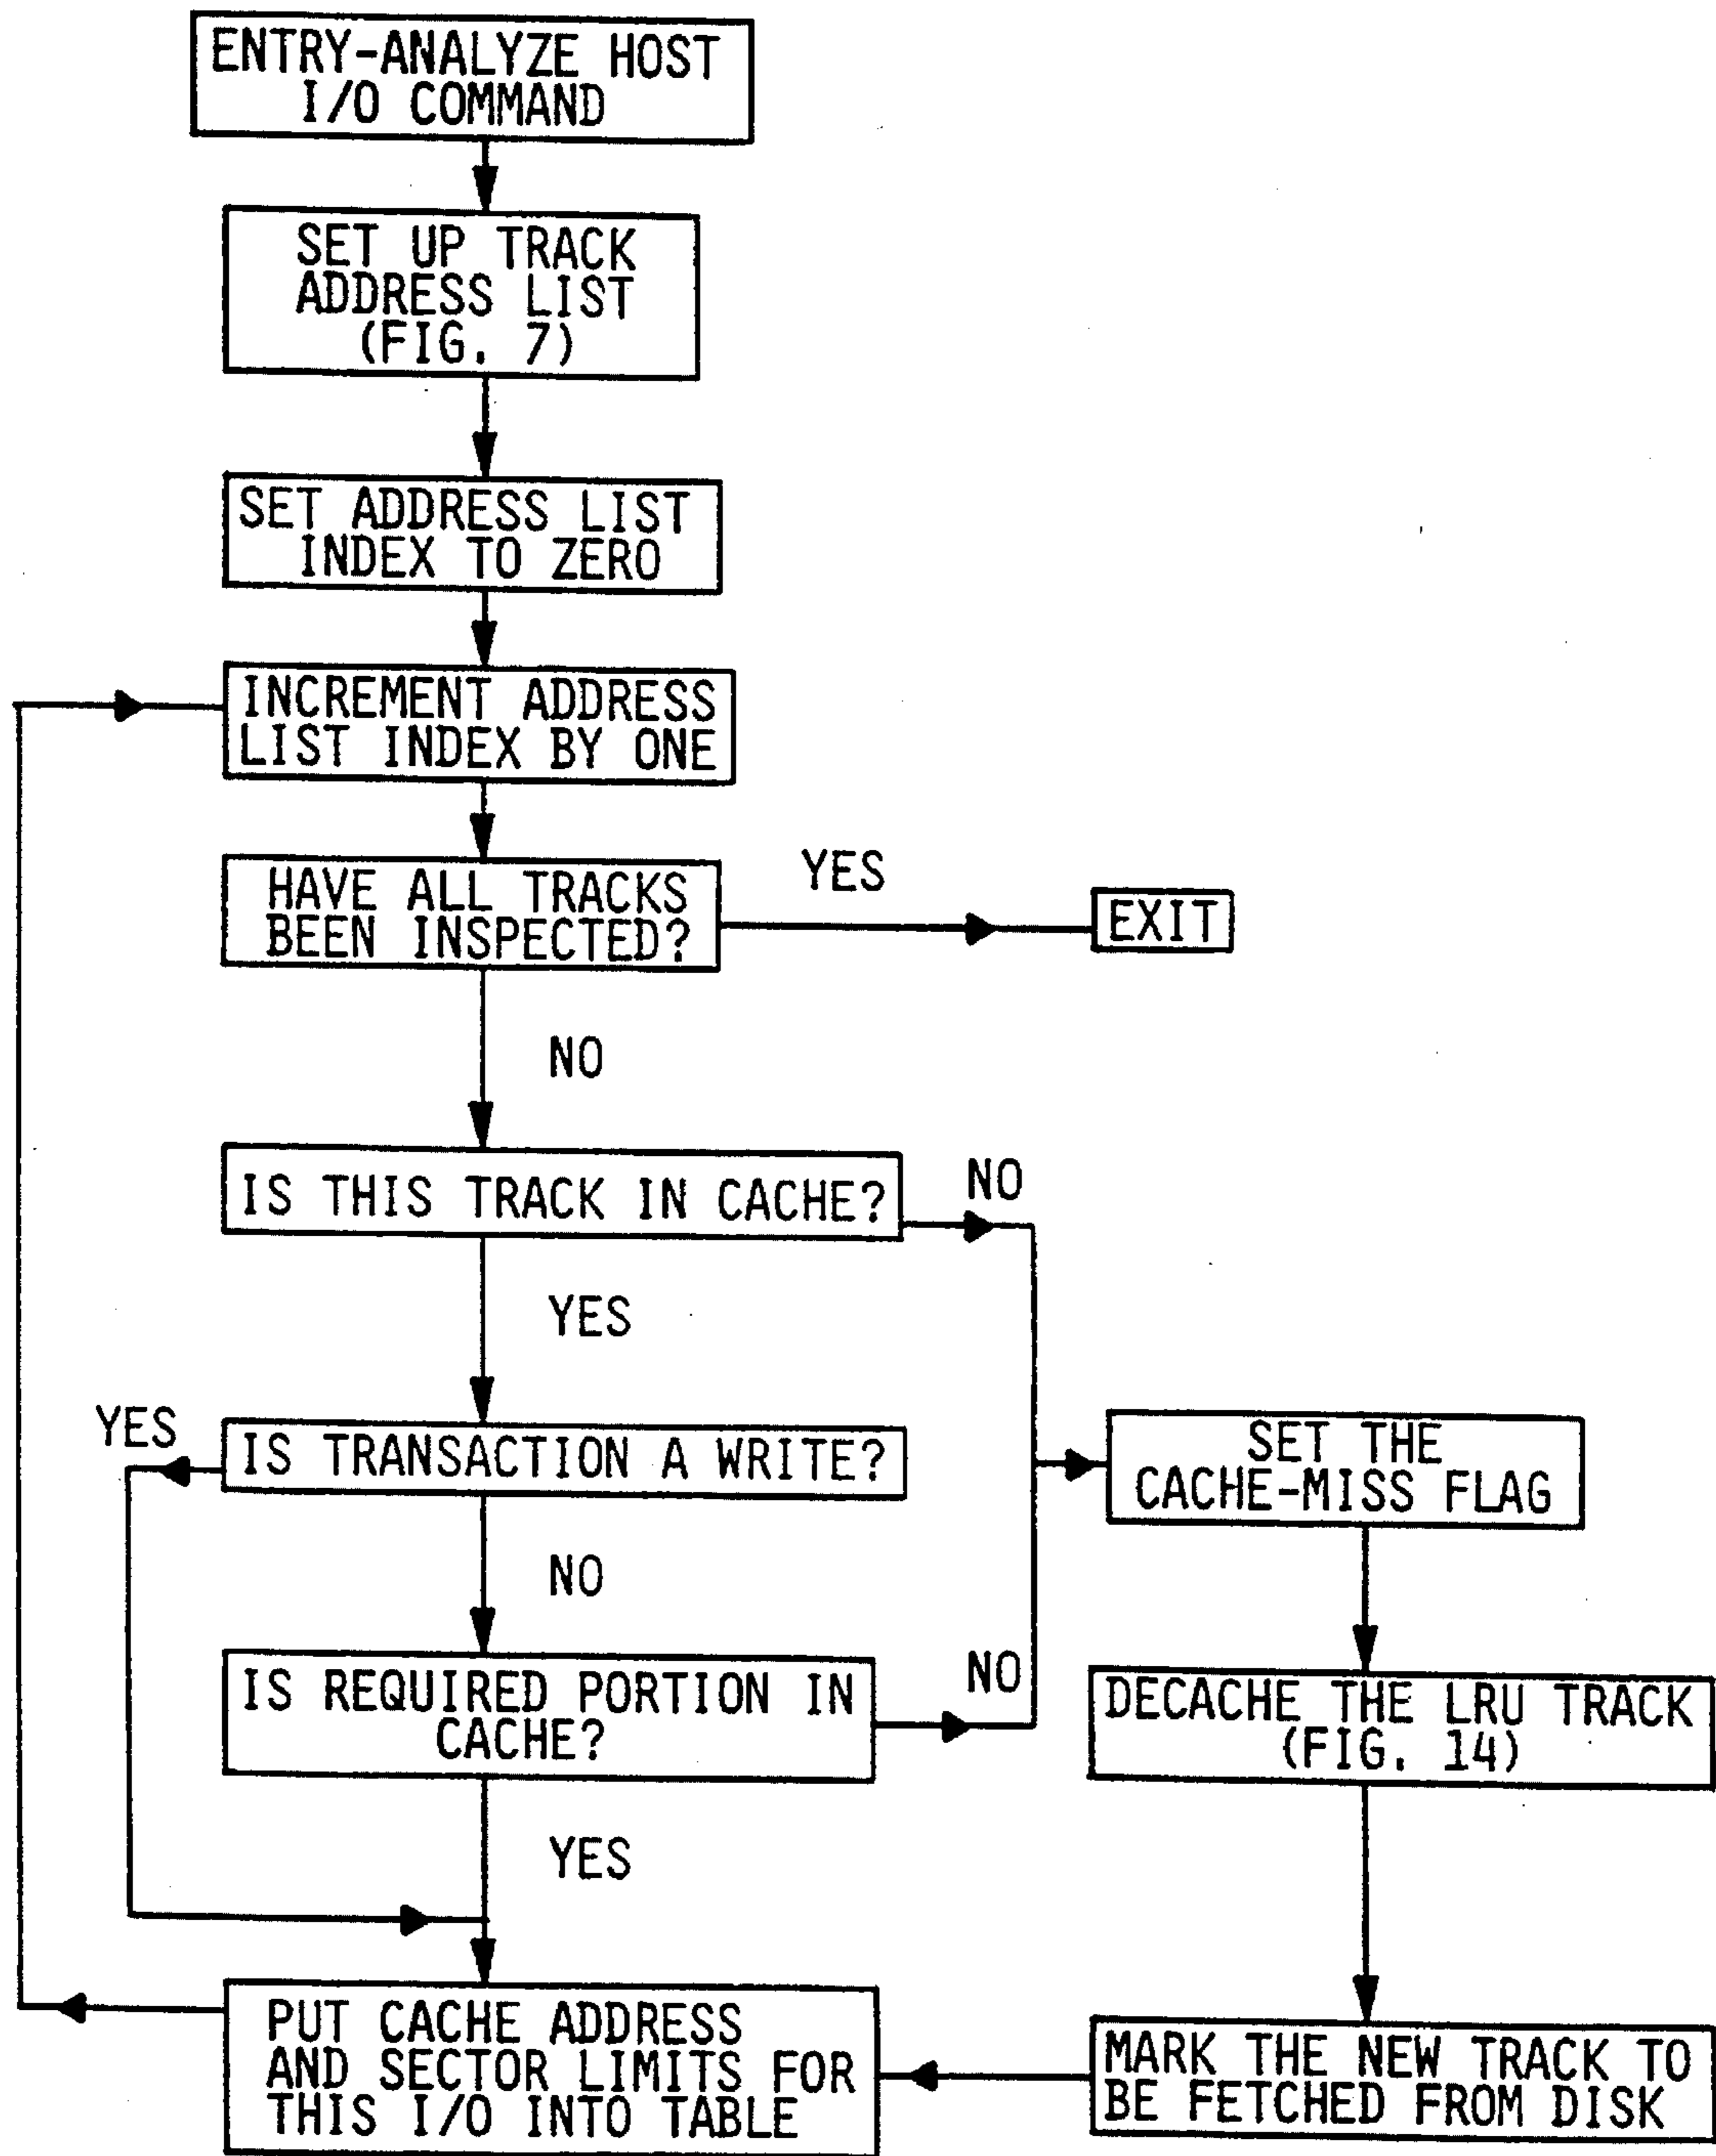 ENTRY-ANALYZE HOST
I/O COMMAND
SET UP TRACK
ADDRESS LIST
(FIG. 7)
SET ADDRESS LIST
INDEX TO ZERO
INCREMENT ADDRESS
LIST INDEX BY ONE
HAVE ALL TRACKS
BEEN INSPECTED?
YES
EXIT
NO
IS THIS TRACK IN CACHE?
NO
YES
YES
IS TRANSACTION A WRITE?
SET THE
CACHE-MISS FLAG
NO
IS REQUIRED PORTION IN
CACHE?
NO
DECACHE THE LRU TRACK
(FIG. 14)
YES
PUT CACHE ADDRESS
AND SECTOR LIMITS FOR
THIS I/O INTO TABLE
MARK THE NEW TRACK TO
BE FETCHED FROM DISK